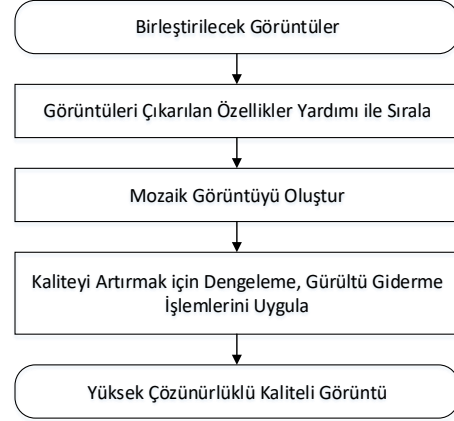 Birleştirilecek Görüntüler
Görüntüleri Çıkarılan Özellikler Yardımı ile Sırala
Mozaik Görüntüyü Oluştur
Kaliteyi Artırmak için Dengeleme, Gürültü Giderme
İşlemlerini Uygula
Yüksek Çözünürlüklü Kaliteli Görüntü